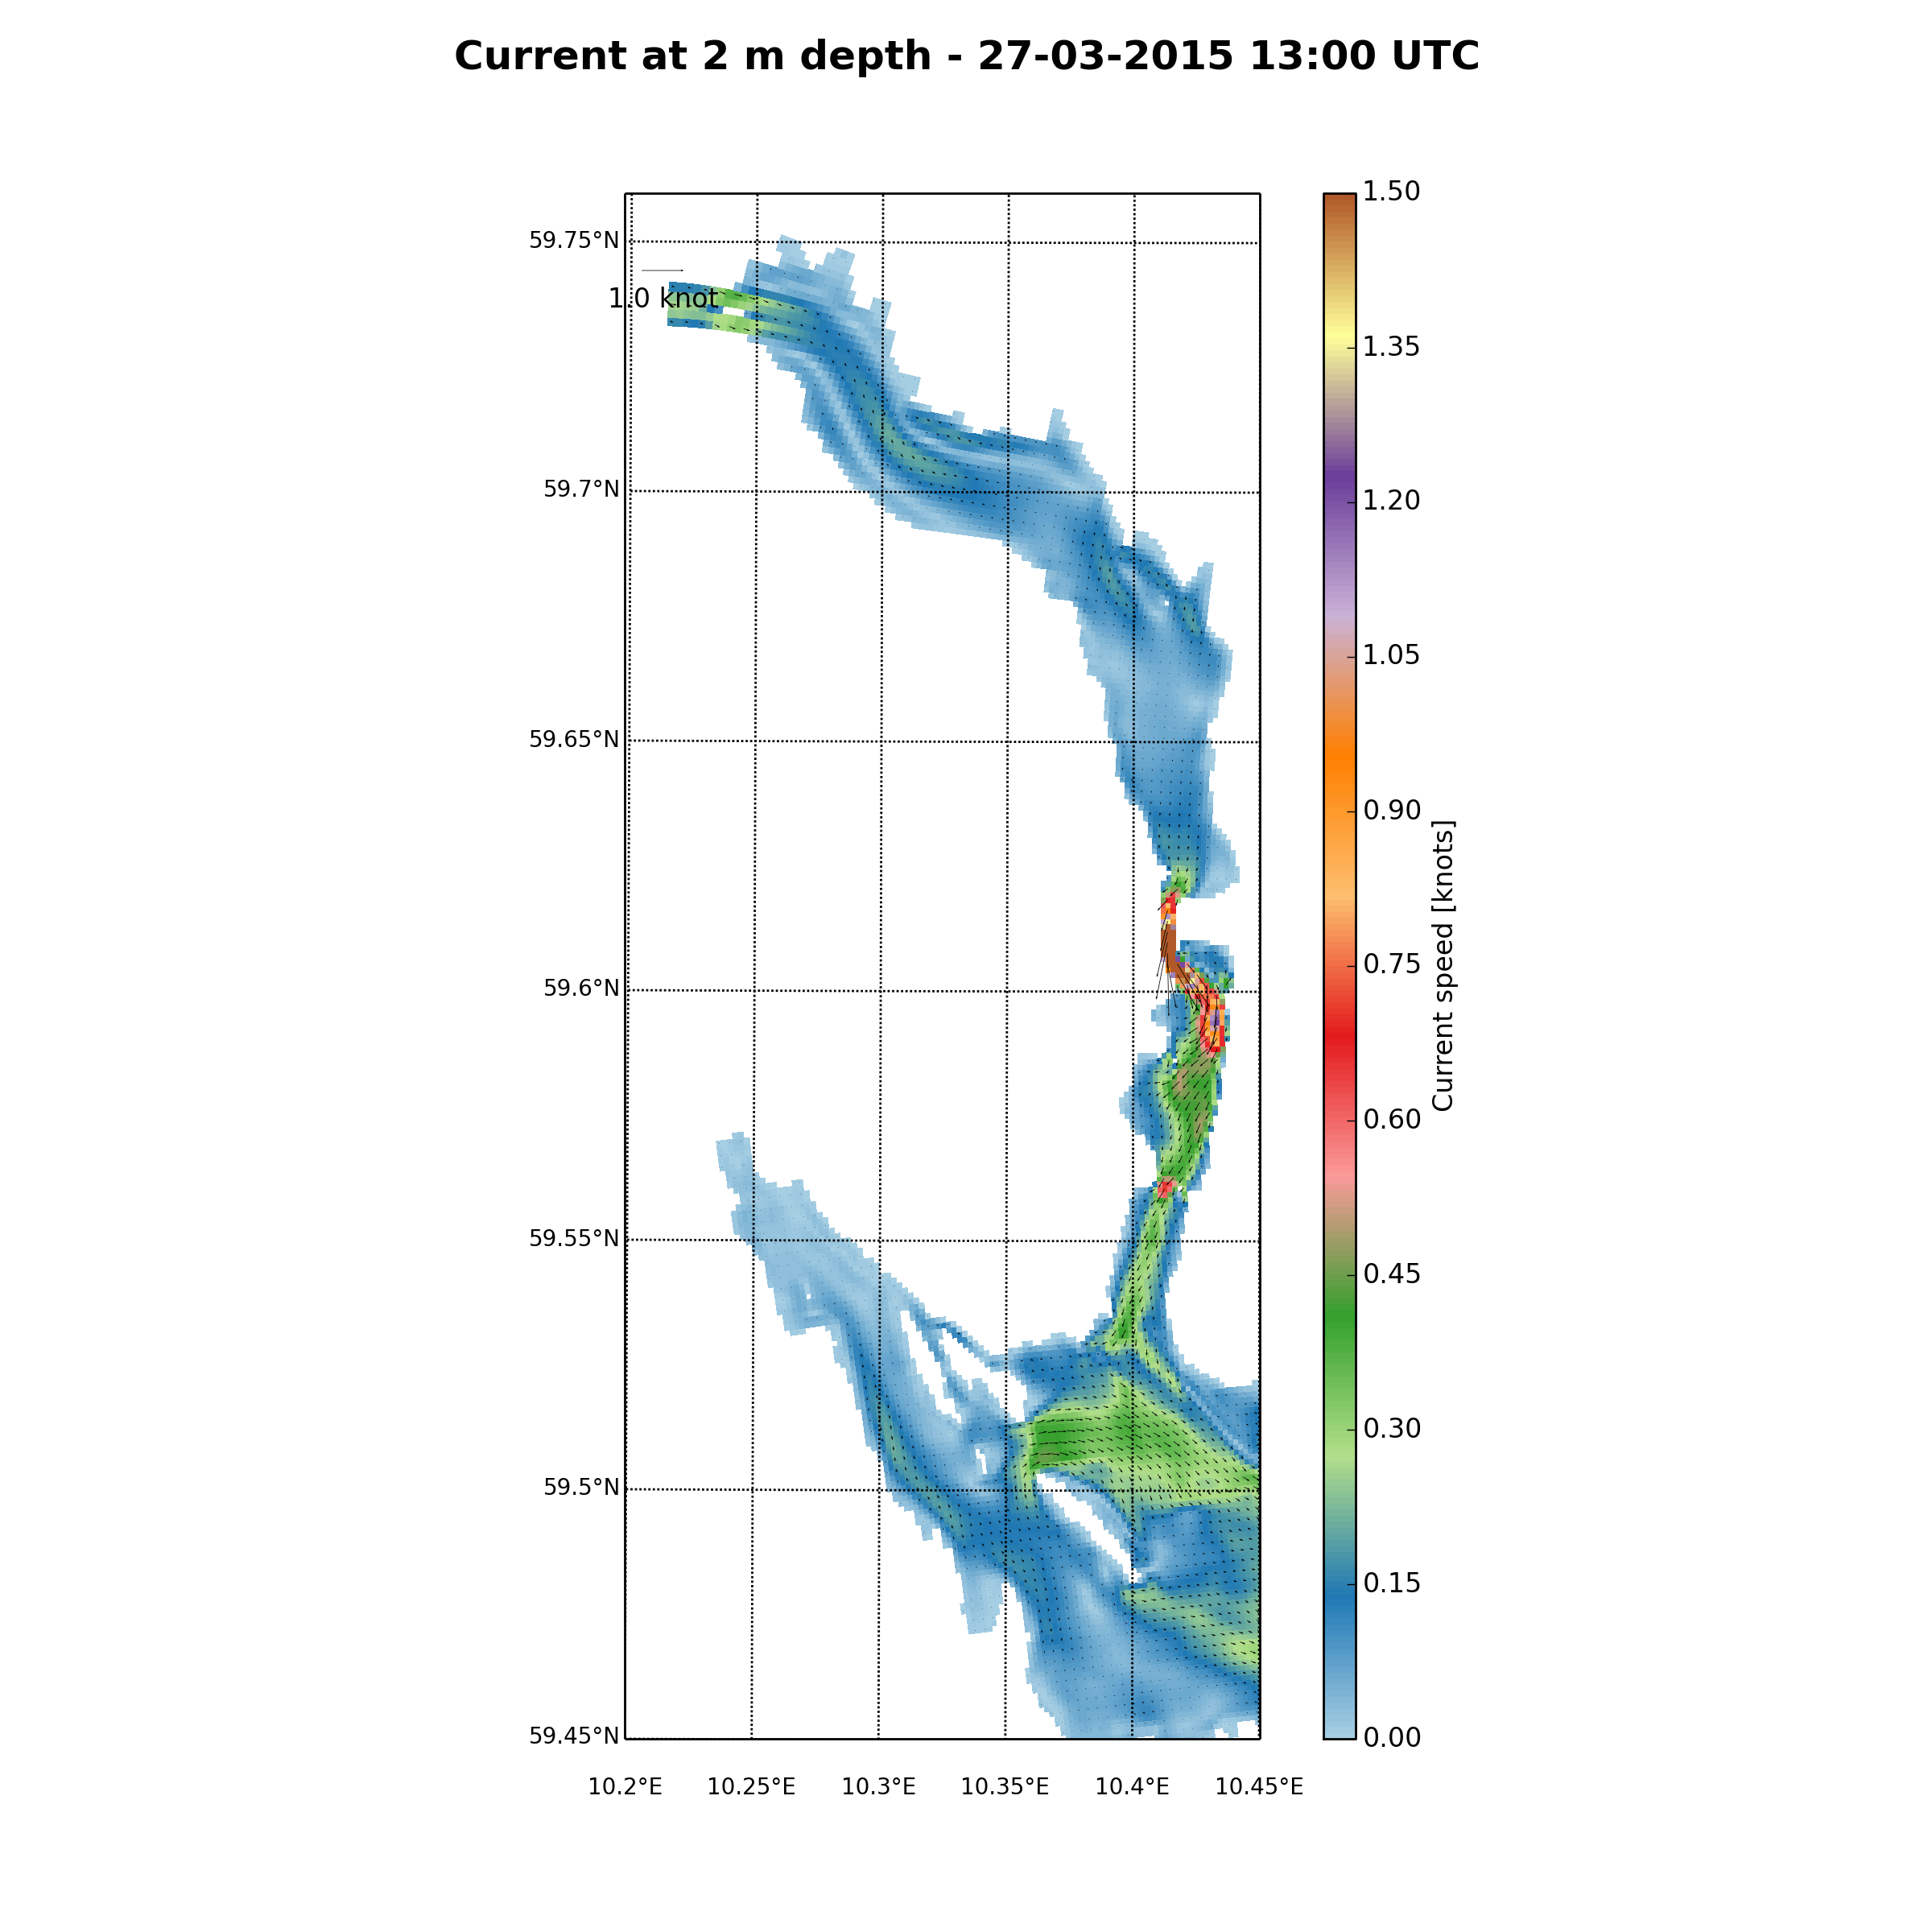 Current at 2 m depth - 27-03-2015 13:00 UTC
1.50
59.75°N
1.0 knot
1.35
59.7°N
1.20
1.05
59.65°N
0.90
Current speed [knots]
0.75
59.6°N
0.60
59.55°N
0.45
0.30
59.5°N
0.15
59.45°N
0.00
10.2°E 10.25°E 10.3°E 10.35°E 10.4°E 10.45°E